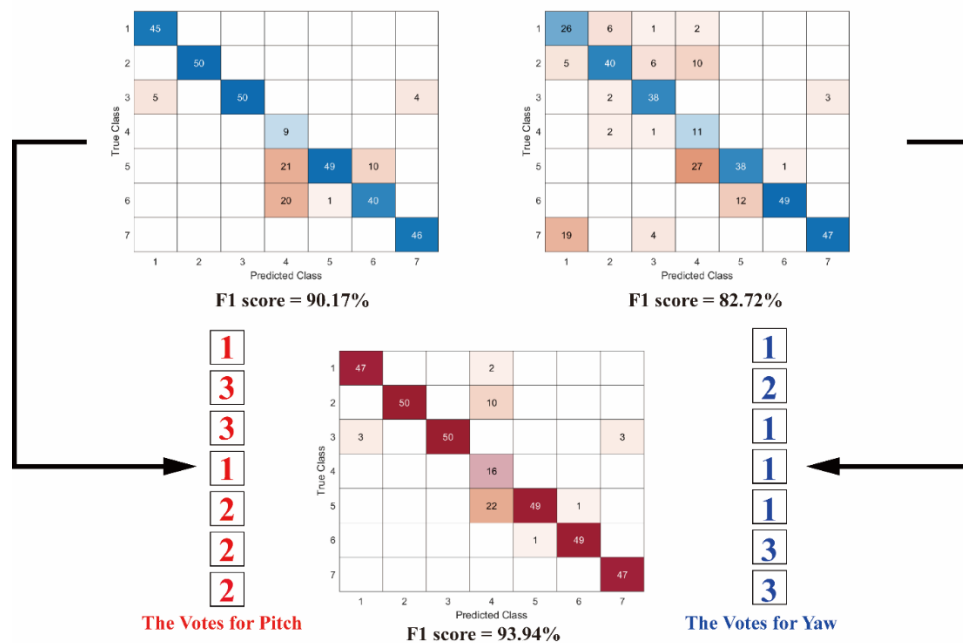 1 45
2 50
3 5 50 4
4 9
5 21 49 10
6 20 1 40
7 46
True Class
1 2 3 4 5 6 7
Predicted Class
F1 score = 90.17%
1 26 6 1 2
2 5 40 6 10
3 2 38 3
4 2 1 11
5 27 38 1
6 12 49
7 19 4 47
True Class
1 2 3 4 5 6 7
Predicted Class
F1 score = 82.72%
1
3
3
1
2
2
2
The Votes for Pitch
1 47 2
2 50 10
3 3 50 3
4 16
5 22 49 1
6 1 49
7 47
True Class
1 2 3 4 5 6 7
Predicted Class
F1 score = 93.94%
1
2
1
1
1
3
3
The Votes for Yaw